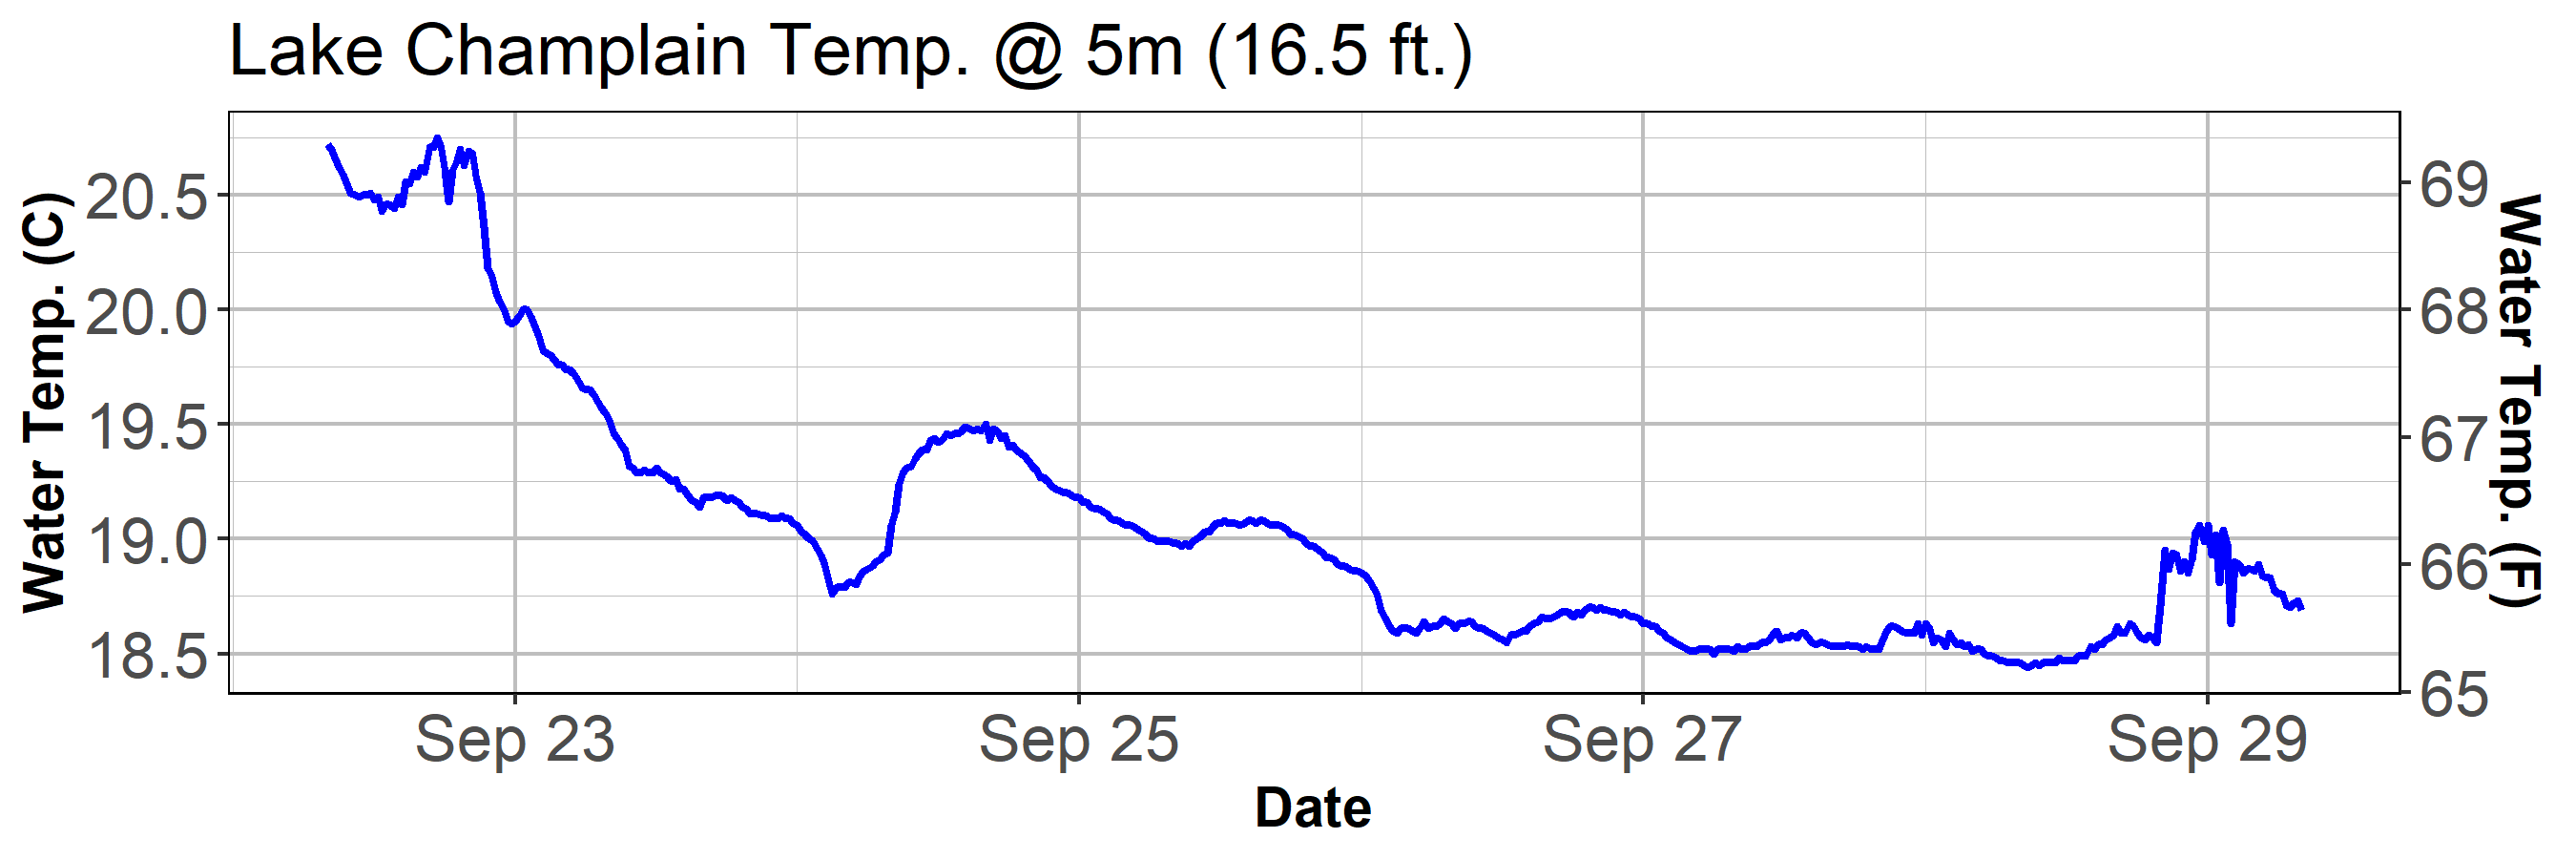 Lake Champlain Temp. @ 5m (16.5 ft.)
Water Temp. (C)
20.5
20.0
19.5
19.0
18.5
69
68
67
66
65
Water Temp. (F)
Sep 23
Sep 25
Sep 27
Sep 29
Date